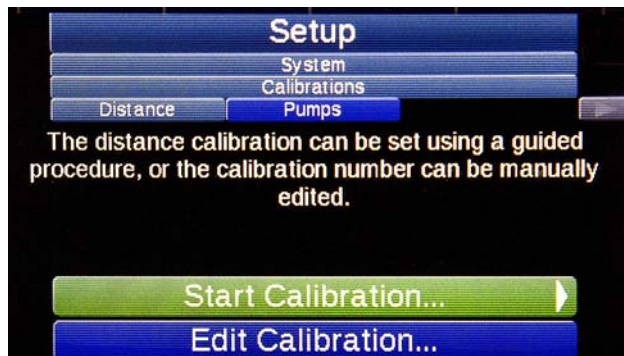 Setup
System
Calibrations
Distance Pumps
The distance calibration can be set using a guided
procedure, or the calibration number can be manually
edited.
Start Calibration...
Edit Calibration...